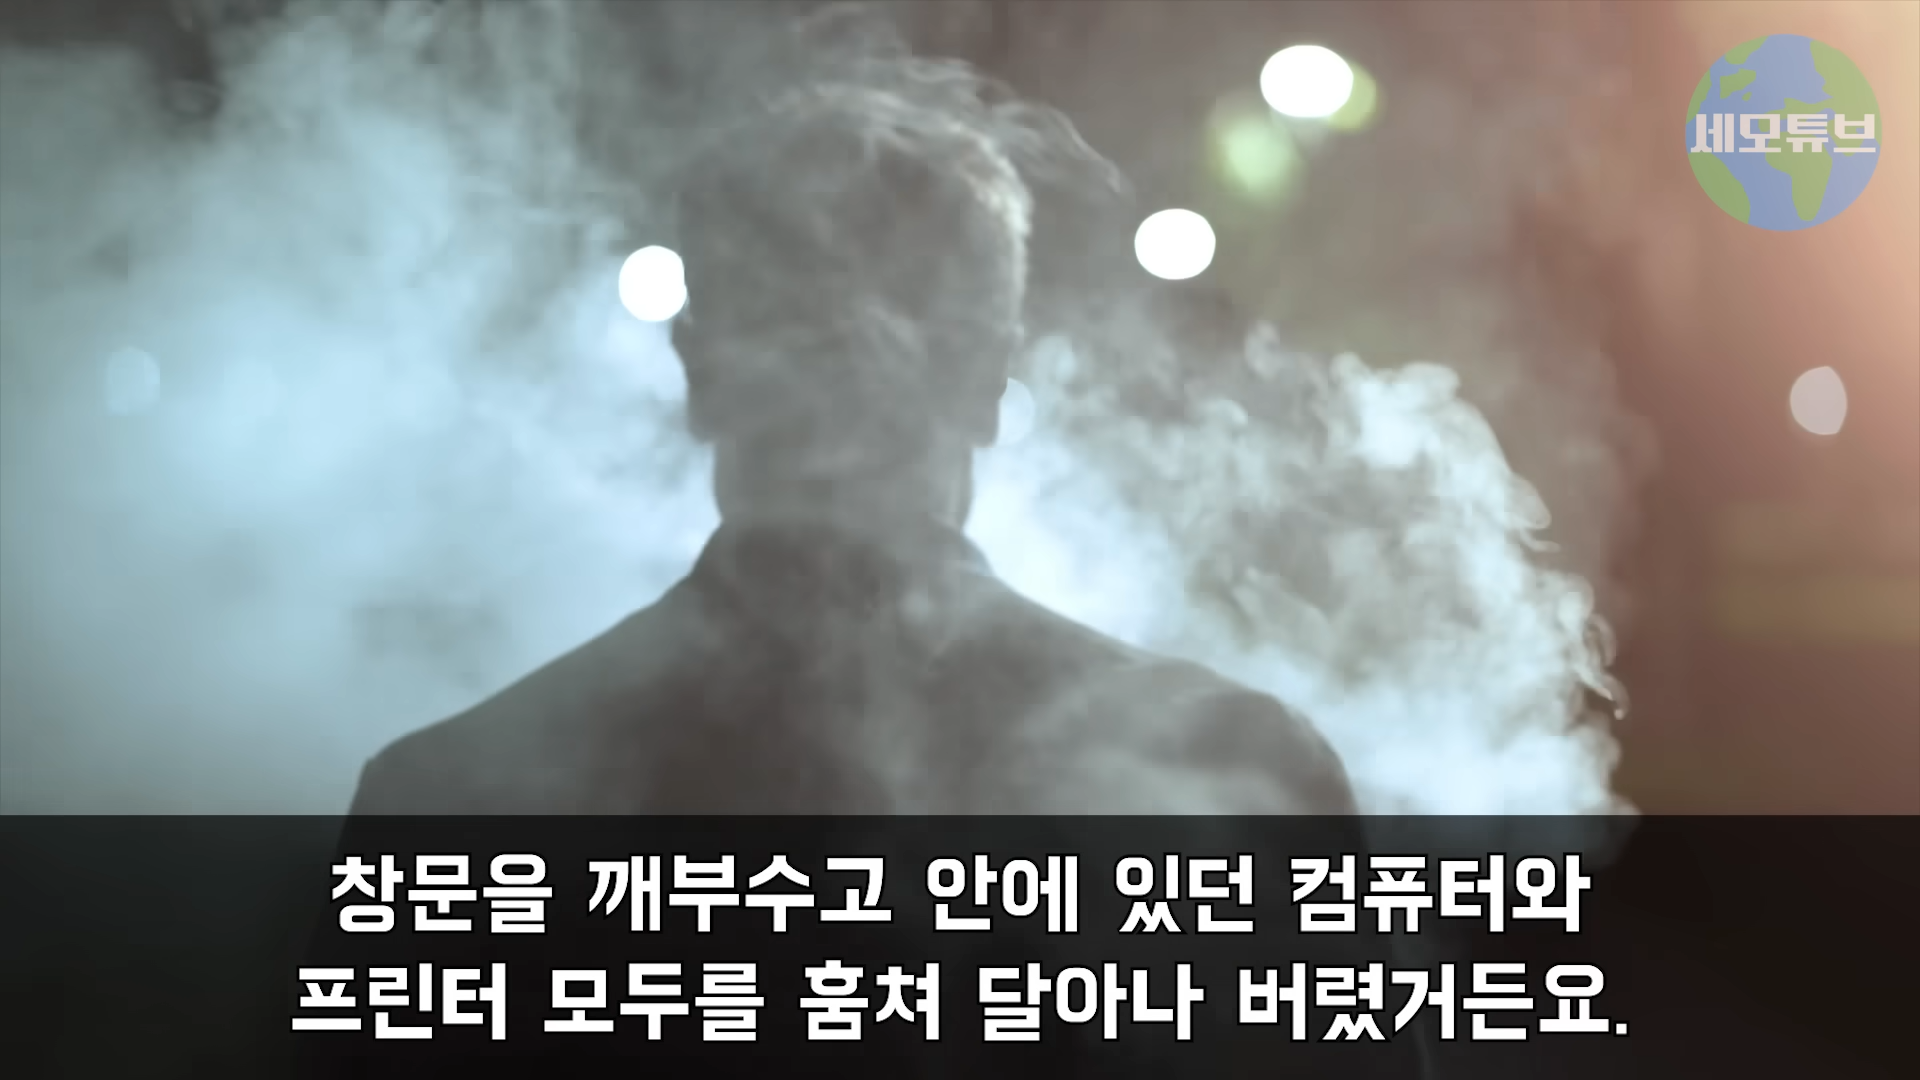 세모튜브
창문을 깨부수고 안에 있던 컴퓨터와
프린터 모두를 훔쳐 달아나 버렸거든요.